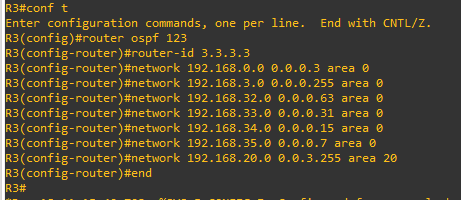 R3#conf t
Enter configuration commands, one per line.  End with CNTL/Z.
R3(config)#router ospf 123
R3(config-router)#router-id 3.3.3.3
R3(config-router)#network 192.168.0.0 0.0.0.3 area 0
R3(config-router)#network 192.168.3.0 0.0.0.255 area 0
R3(config-router)#network 192.168.32.0 0.0.0.63 area 0
R3(config-router)#network 192.168.33.0 0.0.0.31 area 0
R3(config-router)#network 192.168.34.0 0.0.0.15 area 0
R3(config-router)#network 192.168.35.0 0.0.0.7 area 0
R3(config-router)#network 192.168.20.0 0.0.3.255 area 20
R3(config-router)#end
R3#